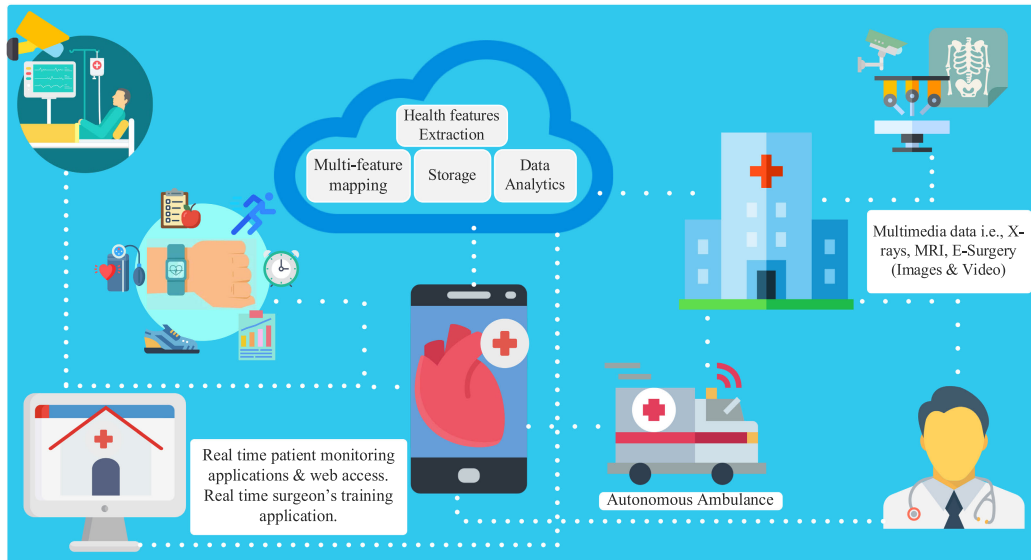 Health features
Extraction
Multi-feature
mapping
Storage
Data
Analytics
Multimedia data i.e., X-
rays, MRI, E-Surgery
(Images & Video)
Real time patient monitoring
applications & web access.
Real time surgeon's training
application.
Autonomous Ambulance